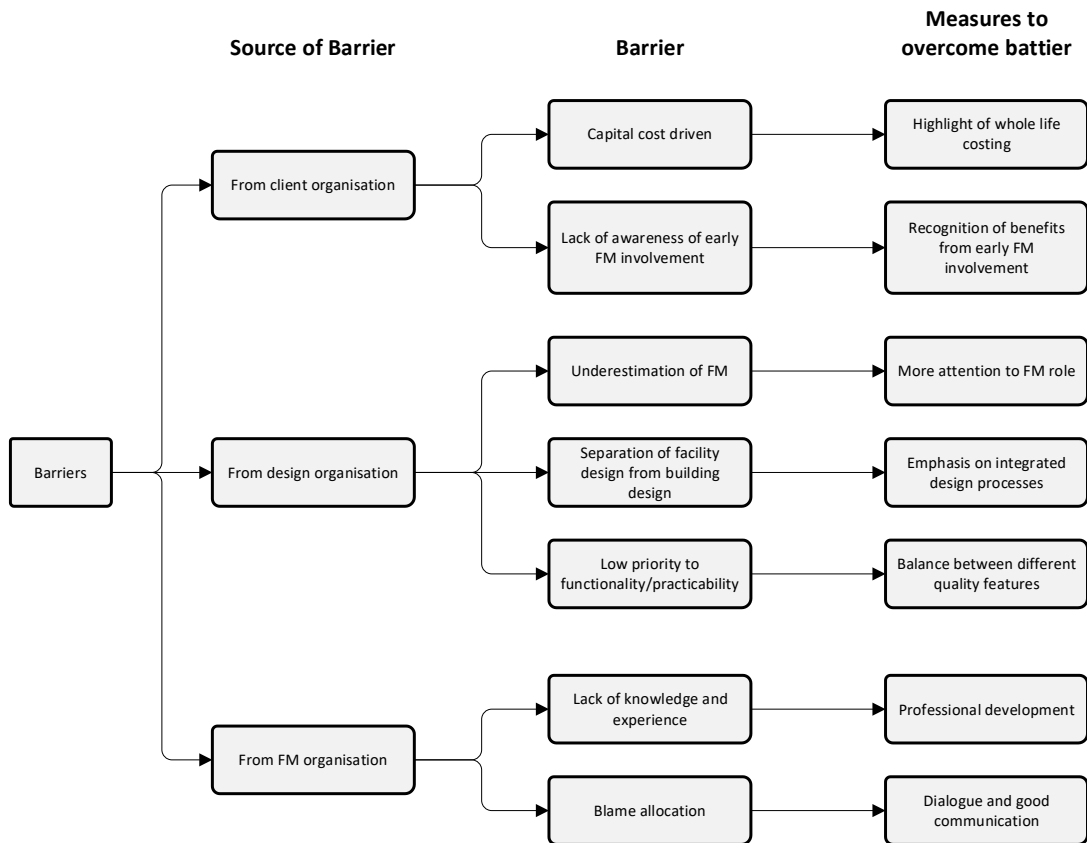 Source of Barrier
Barrier
Measures to
overcome battier
Capital cost driven
Highlight of whole life
costing
From client organisation
Lack of awareness of early
FM involvement
Recognition of benefits
from early FM
involvement
Underestimation of FM
More attention to FM role
Barriers
From design organisation
Separation of facility
design from building
design
Emphasis on integrated
design processes
Low priority to
functionality/practicability
Balance between different
quality features
Lack of knowledge and
experience
Professional development
From FM organisation
Blame allocation
Dialogue and good
communication